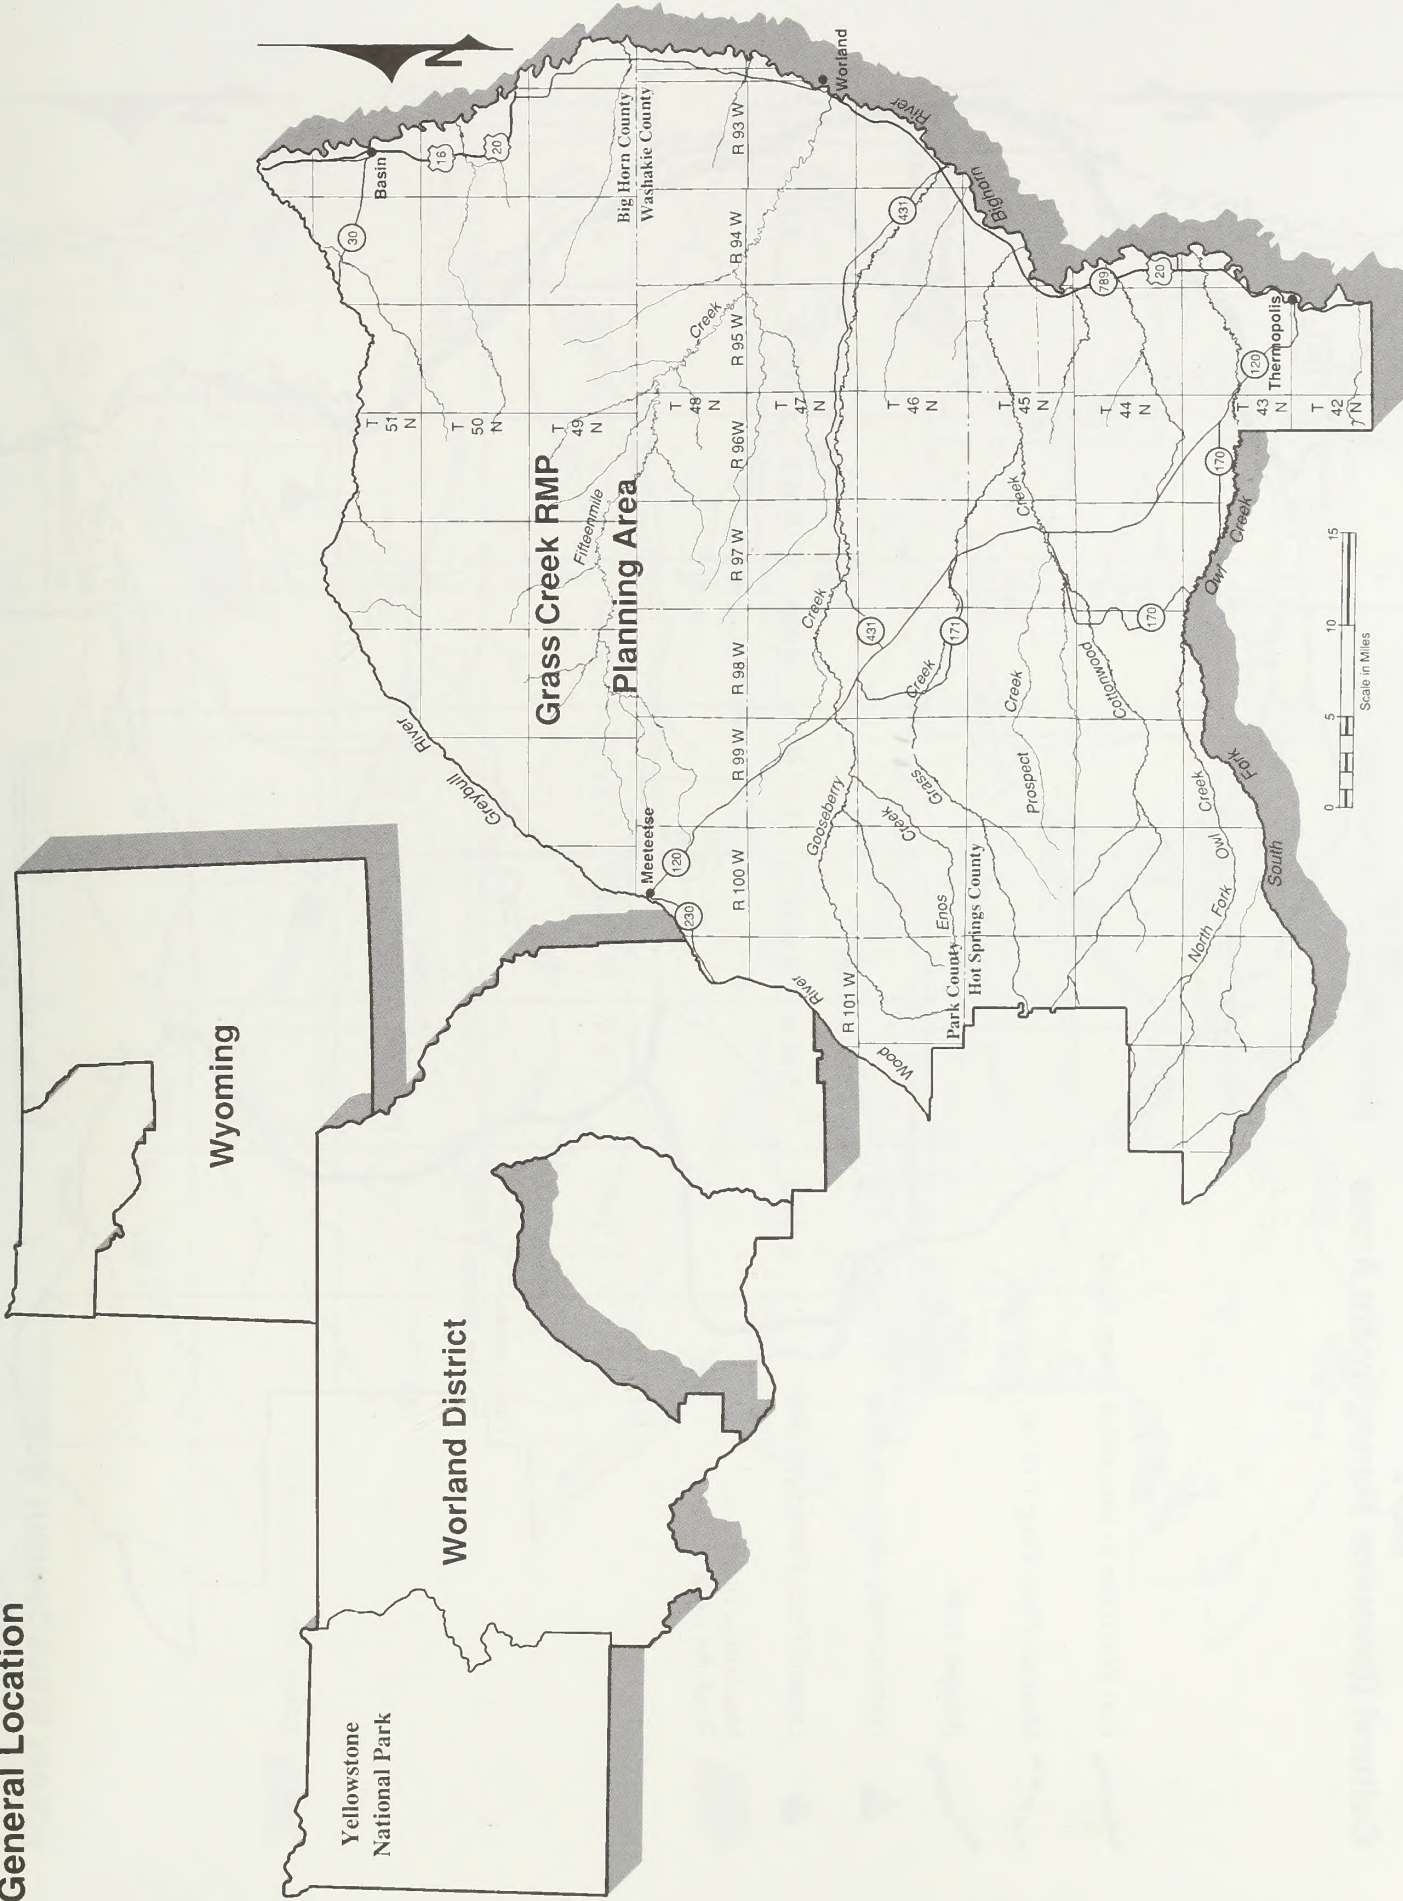 General Location
Wyoming
Yellowstone
National Park
Worland District
N
Grass Creek RMP
Planning Area
Greybull
River
Fifteenmile
Creek
Basin
30
16
20
Big Horn County
Washakie County
Worland
Bighorn
River
Meeteetse
120
230
R 101 W
R 100 W
R 99 W
R 98 W
R 97 W
R 96W
R 95 W
R 94 W
R 93 W
T
51
N
T
50
N
T
49
N
T
48
N
T
47
N
T
46
N
T
45
N
T
44
N
T
43
N
T
42
N
Wood
River
Gooseberry
Creek
Enos
Creek
Park County
Hot Springs County
Grass
Creek
431
431
171
Prospect
Creek
Cottonwood
Creek
170
170
789
20
120
Thermopolis
North Fork
Owl
Creek
South
Fork
Owl
Creek
0
5
10
15
Scale in Miles